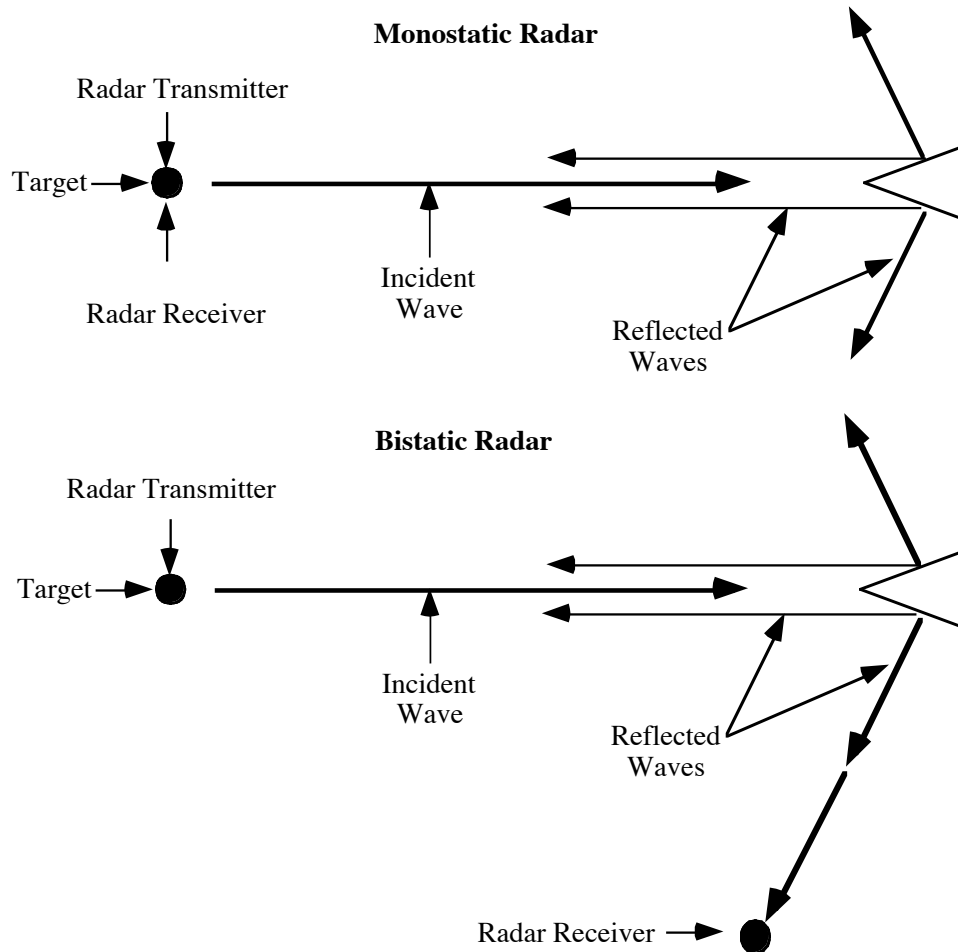 Monostatic Radar
Radar Transmitter
Target
Incident
Wave
Radar Receiver
Reflected
Waves
Bistatic Radar
Radar Transmitter
Target
Incident
Wave
Reflected
Waves
Radar Receiver